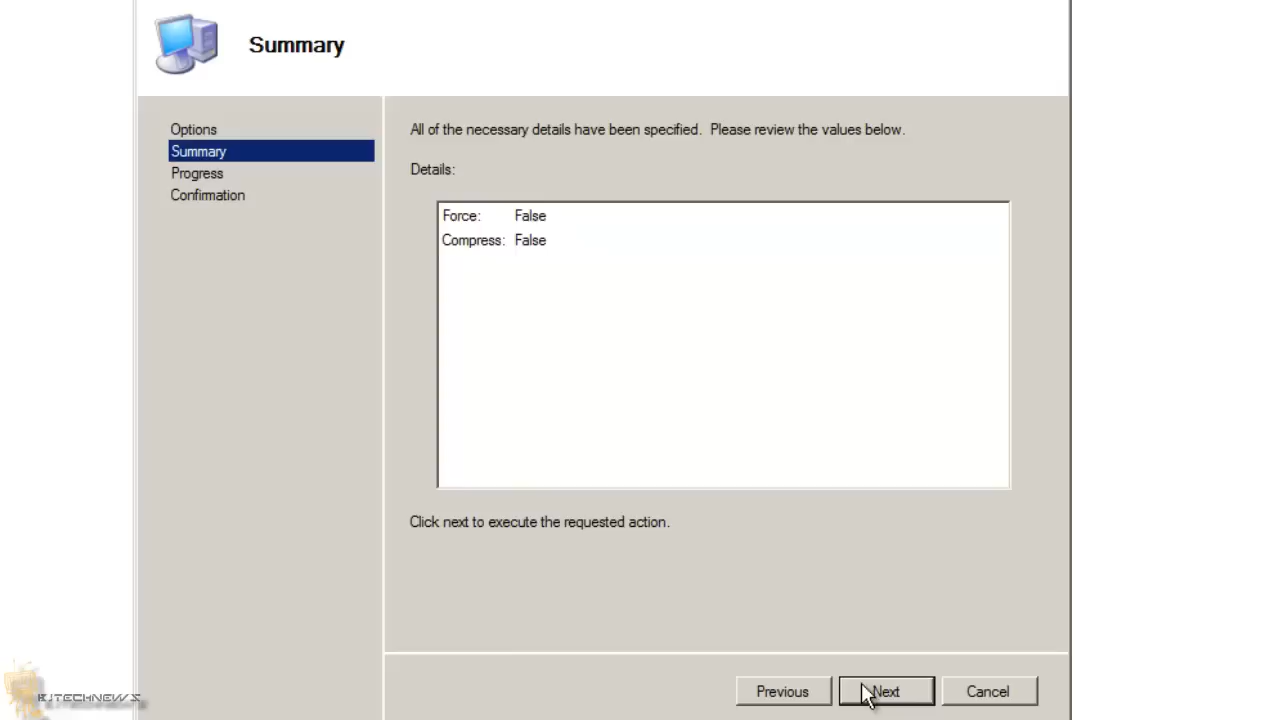 Summary
Options
Summary
Progress
Confirmation
All of the necessary details have been specified.  Please review the values below.
Details:
Force: False
Compress: False
Click next to execute the requested action.
Previous
Next
Cancel
BJTECHNEWS